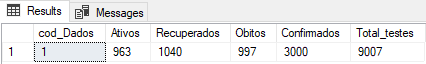 Results Messages
cod_Dados Ativos Recuperados Obitos Confirmados Total_testes
1 1 963 1040 997 3000 9007